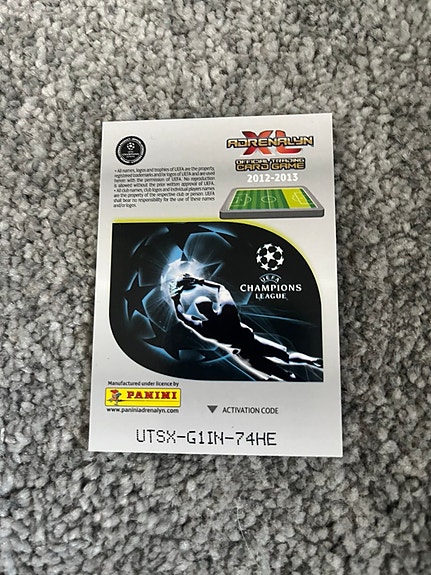 ADRENALYN
XL
OFFICIAL TRADING
CARD GAME
2012-2013
• All names, logos and trophies of UEFA are the property,
registered trademarks and/or logos of UEFA and are used
herein with the permission of UEFA. No reproduction
is allowed without the prior written approval of UEFA.
• All club names, club logos and individual players names
are the property of the respective club or person. UEFA
shall bear no responsibility for the use of these names
and/or logos.
UEFA
CHAMPIONS
LEAGUE
Manufactured under licence by
PANINI
www.paniniadrenalyn.com
ACTIVATION CODE
UTSX-G1IN-74HE